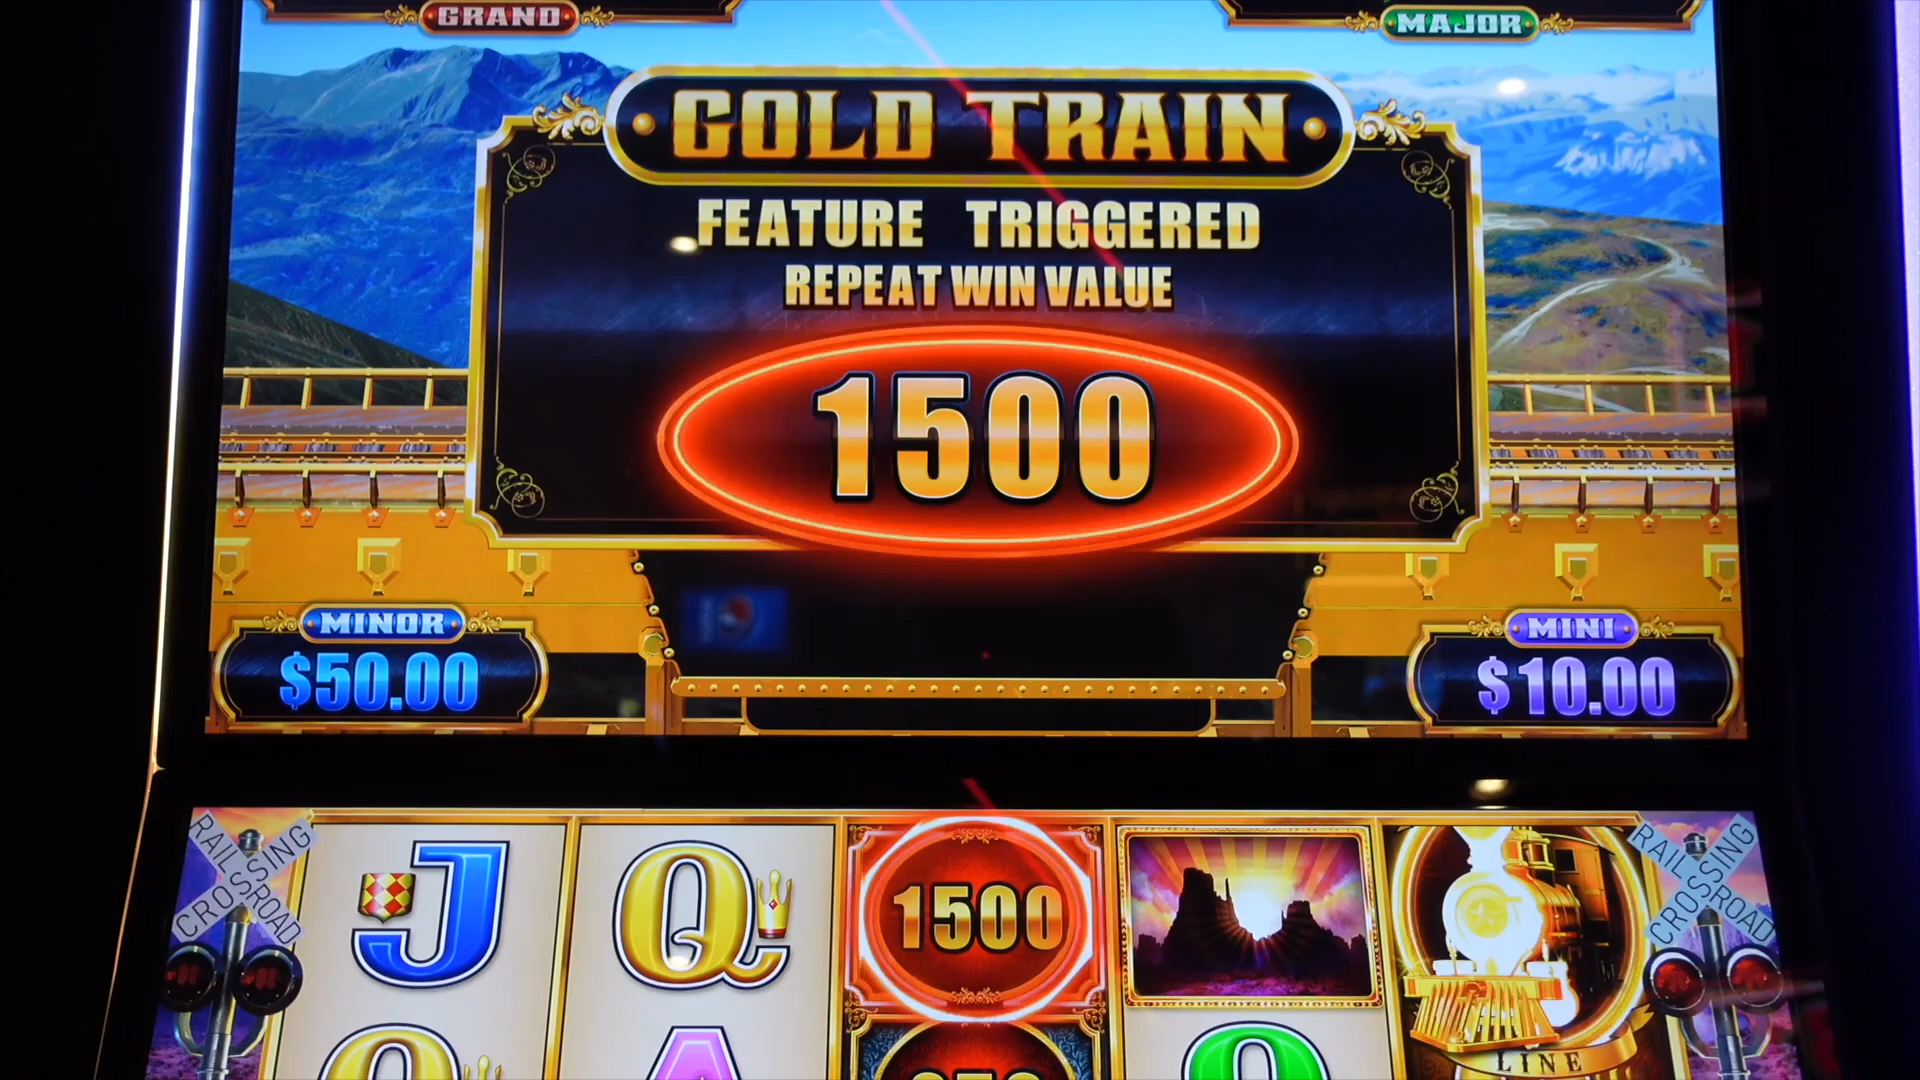 GRAND
MAJOR
GOLD TRAIN
FEATURE TRIGGERED
REPEAT WIN VALUE
1500
MINOR
$50.00
MINI
$10.00
RAILROAD
CROSSING
J
Q
1500
RAILROAD
CROSSING
LINE
Q
A